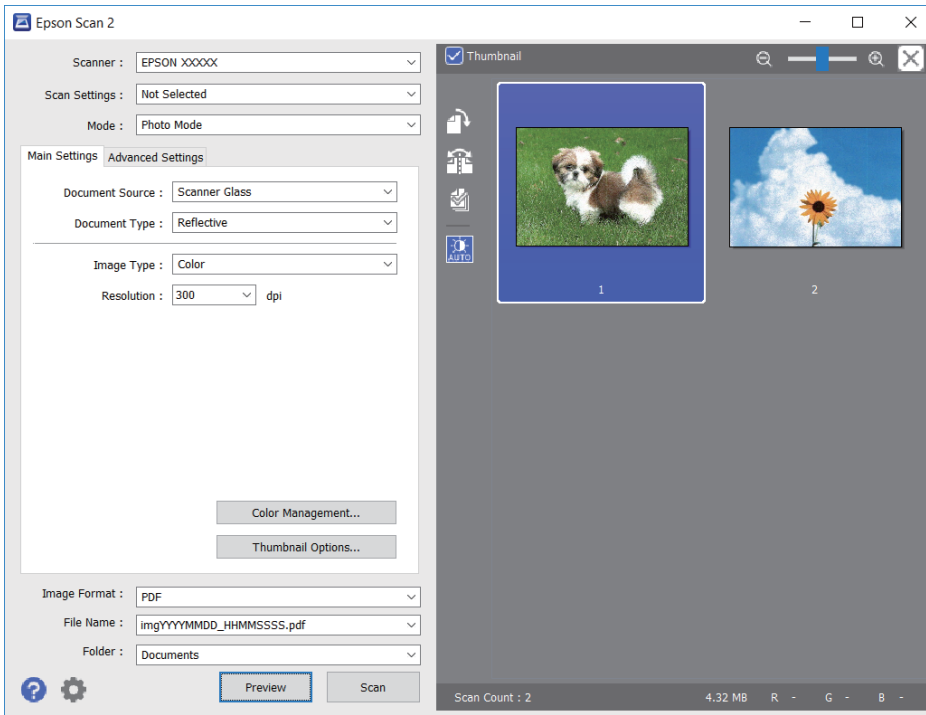 Epson Scan 2
Scanner : EPSON XXXXX
Scan Settings : Not Selected
Mode : Photo Mode
Main Settings Advanced Settings
Document Source : Scanner Glass
Document Type : Reflective
Image Type : Color
Resolution : 300 dpi
Color Management...
Thumbnail Options...
Image Format : PDF
File Name : imgYYYYMMDD_HHMMSSSS.pdf
Folder : Documents
? Preview Scan
Thumbnail
AUTO
1 2
Scan Count : 2 4.32 MB R - G - B -